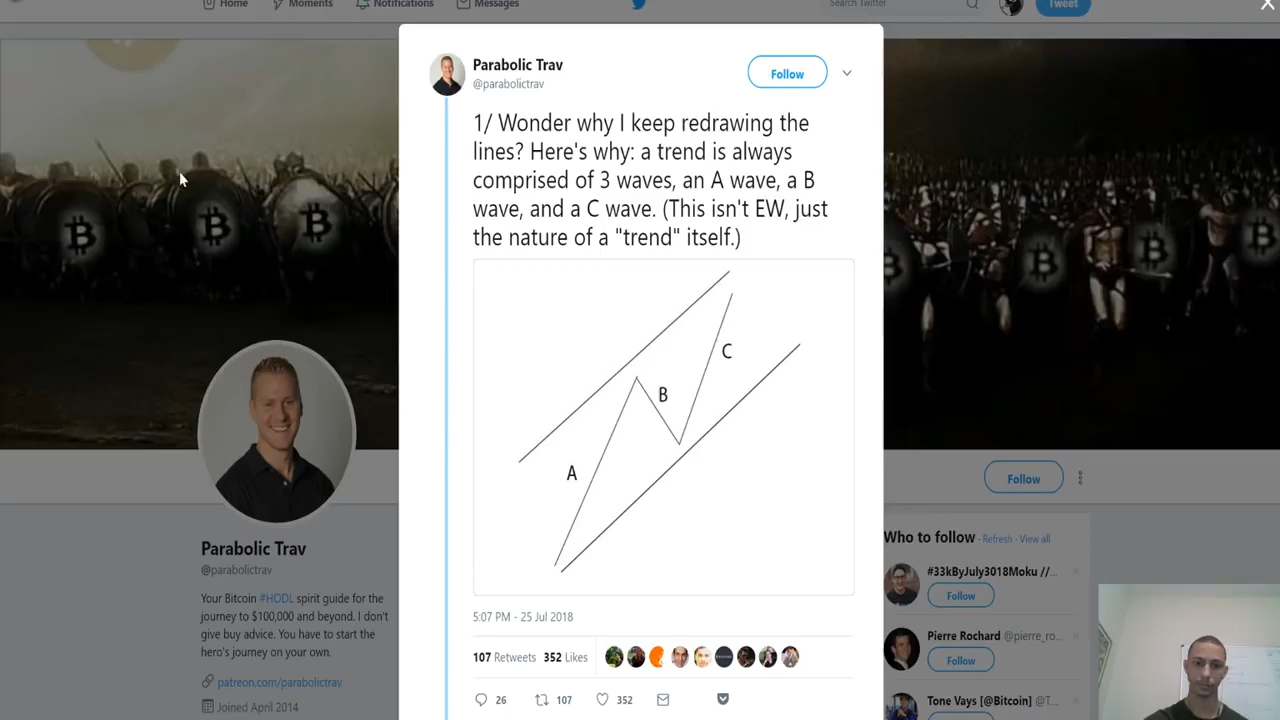 Home
Moments
Notifications
Messages
Search Twitter
Tweet
Parabolic Trav
@parabolictrav
Follow
1/ Wonder why I keep redrawing the
lines? Here's why: a trend is always
comprised of 3 waves, an A wave, a B
wave, and a C wave. (This isn't EW, just
the nature of a "trend" itself.)
A
B
C
5:07 PM - 25 Jul 2018
107 Retweets 352 Likes
26
107
352
Parabolic Trav
@parabolictrav
Your Bitcoin #HODL spirit guide for the
journey to $100,000 and beyond. I don't
give buy advice. You have to start the
hero's journey on your own.
patreon.com/parabolictrav
Joined April 2014
Follow
Who to follow · Refresh · View all
#33kByJuly3018Moku //...
Follow
Pierre Rochard @pierre_ro...
Follow
Tone Vays [@Bitcoin] @T...